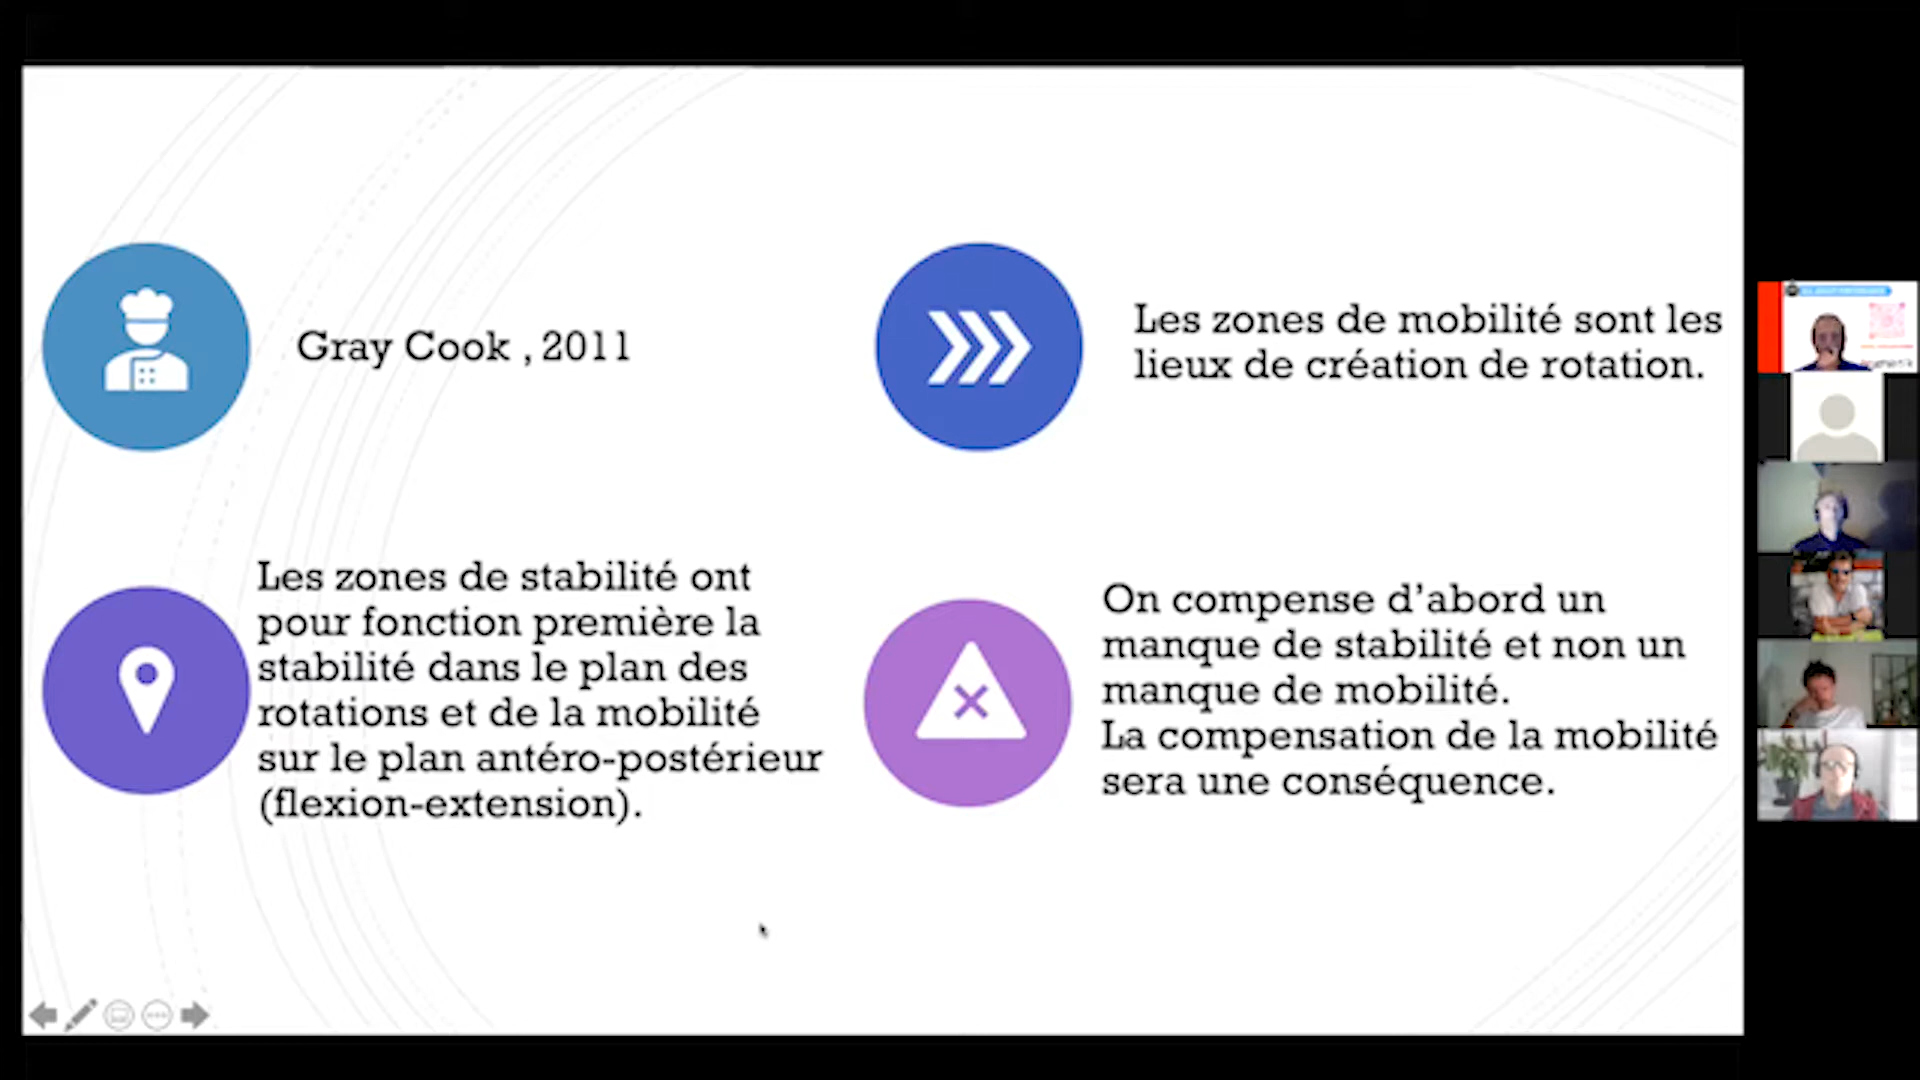 Gray Cook , 2011
Les zones de mobilité sont les
lieux de création de rotation.
Les zones de stabilité ont
pour fonction première la
stabilité dans le plan des
rotations et de la mobilité
sur le plan antéro-postérieur
(flexion-extension).
On compense d’abord un
manque de stabilité et non un
manque de mobilité.
La compensation de la mobilité
sera une conséquence.